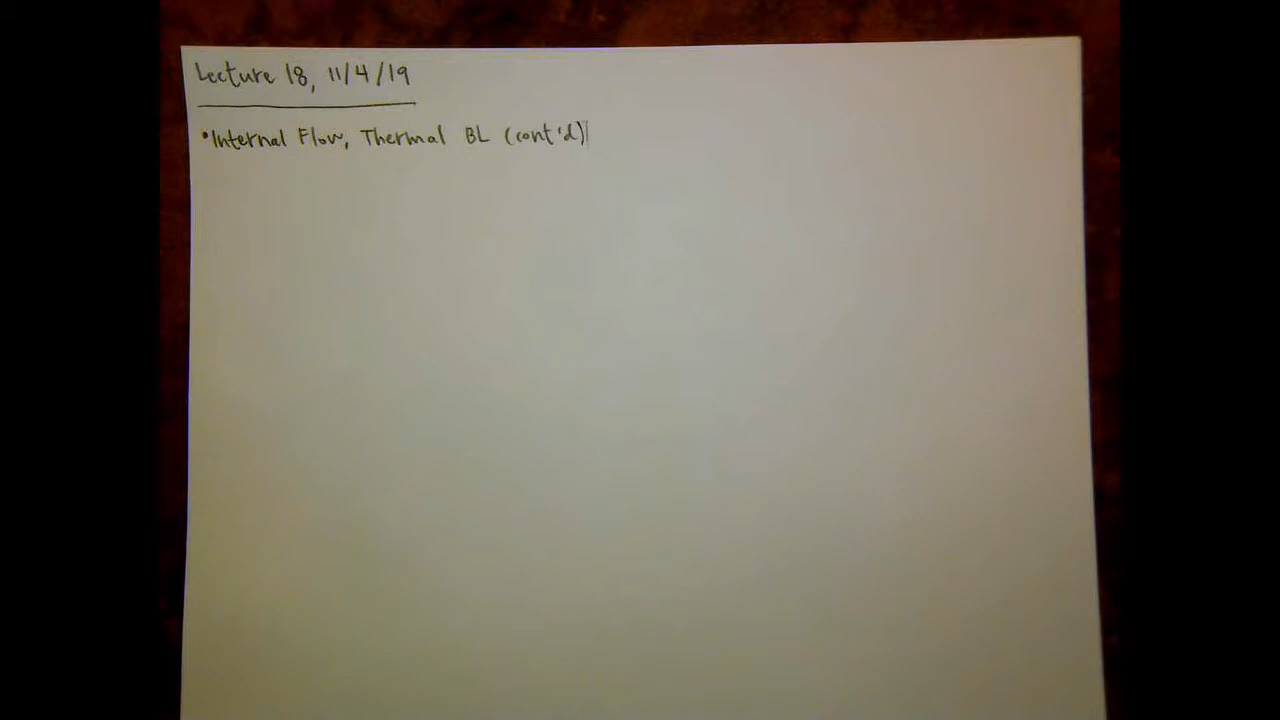 Lecture 18, 11/4/19
•Internal Flow, Thermal BL (cont'd)